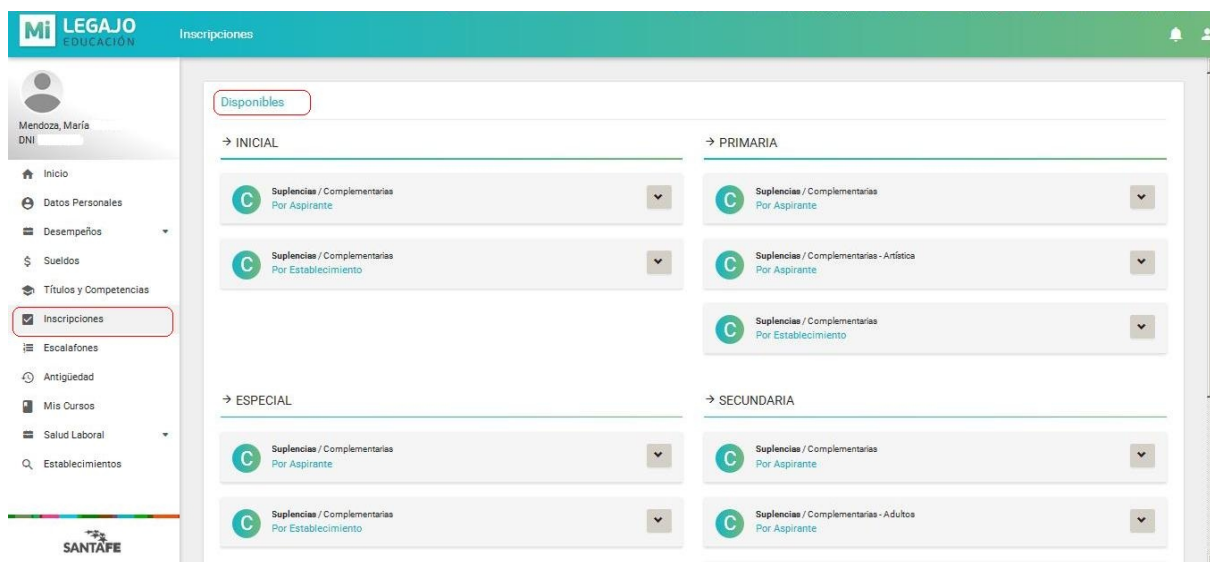 Mi LEGAJO
EDUCACIÓN
Inscripciones
Mendoza, María
DNI
Inicio
Datos Personales
Desempeños
$ Sueldos
Títulos y Competencias
Inscripciones
Escalafones
Antigüedad
Mis Cursos
Salud Laboral
Establecimientos
SANTAFE
Disponibles
→ INICIAL
C Suplencias / Complementarias
Por Aspirante
C Suplencias / Complementarias
Por Establecimiento
→ PRIMARIA
C Suplencias / Complementarias
Por Aspirante
C Suplencias / Complementarias - Artística
Por Aspirante
C Suplencias / Complementarias
Por Establecimiento
→ ESPECIAL
C Suplencias / Complementarias
Por Aspirante
C Suplencias / Complementarias
Por Establecimiento
→ SECUNDARIA
C Suplencias / Complementarias
Por Aspirante
C Suplencias / Complementarias - Adultos
Por Aspirante